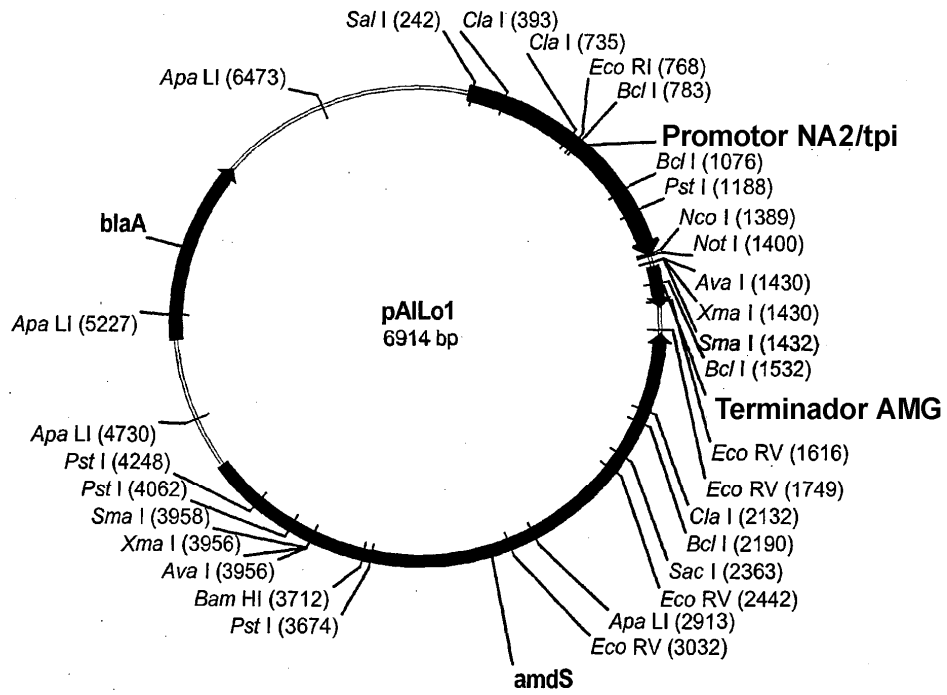 Sal I (242)
Cla I (393)
Cla I (735)
Eco RI (768)
Bcl I (783)
Promotor NA2/tpi
Bcl I (1076)
Pst I (1188)
Nco I (1389)
Not I (1400)
Ava I (1430)
Xma I (1430)
Sma I (1432)
Bcl I (1532)
Terminador AMG
Eco RV (1616)
Eco RV (1749)
Cla I (2132)
Bcl I (2190)
Sac I (2363)
Eco RV (2442)
Apa LI (2913)
Eco RV (3032)
amdS
Pst I (3674)
Bam HI (3712)
Ava I (3956)
Xma I (3956)
Sma I (3958)
Pst I (4062)
Pst I (4248)
Apa LI (4730)
Apa LI (5227)
blaA
Apa LI (6473)
pAlLo1
6914 bp